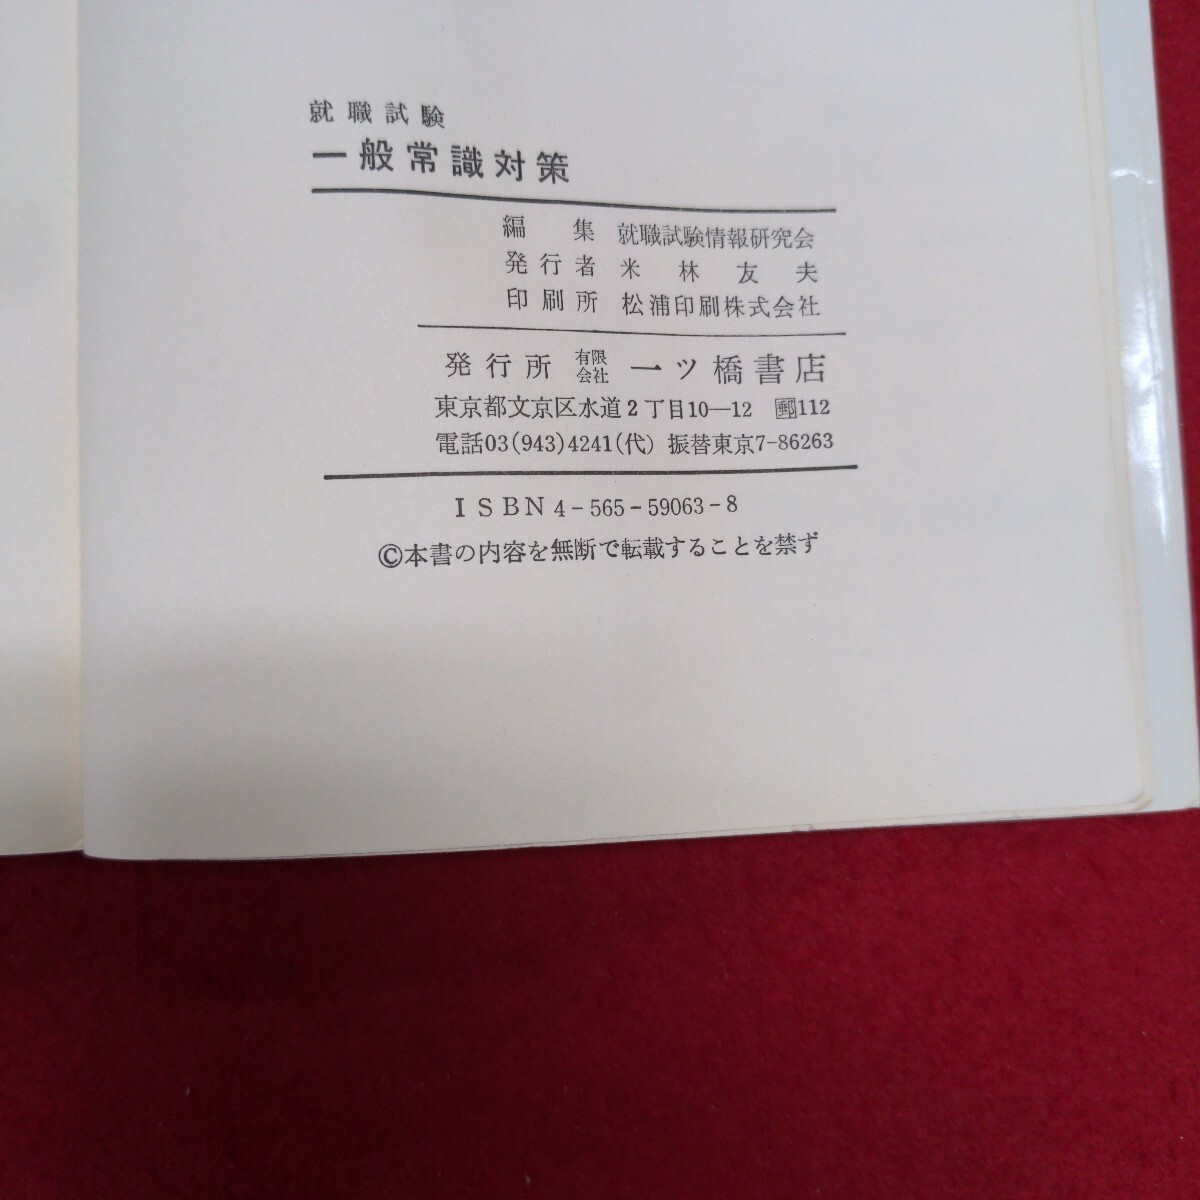 就職試験
一般常識対策
編集 就職試験情報研究会
発行者 米林友夫
印刷所 松浦印刷株式会社
発行所 有限会社 一ツ橋書店
東京都文京区水道2丁目10―12 郵112
電話03(943)4241(代) 振替東京7-86263
ISBN4-565-59063-8
©本書の内容を無断で転載することを禁ず